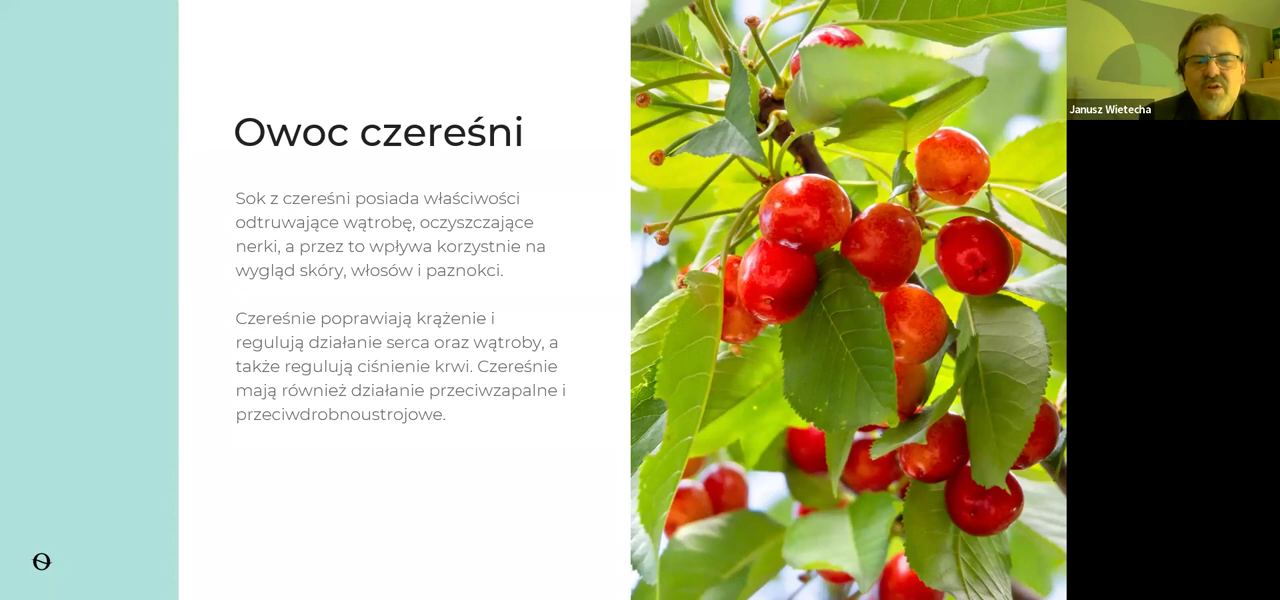 Owoc czereśni
Sok z czereśni posiada właściwości
odtruwające wątrobę, oczyszczające
nerki, a przez to wpływa korzystnie na
wygląd skóry, włosów i paznokci.
Czereśnie poprawiają krążenie i
regulują działanie serca oraz wątroby, a
także regulują ciśnienie krwi. Czereśnie
mają również działanie przeciwzapalne i
przeciwdrobnoustrojowe.
Janusz Wietecha